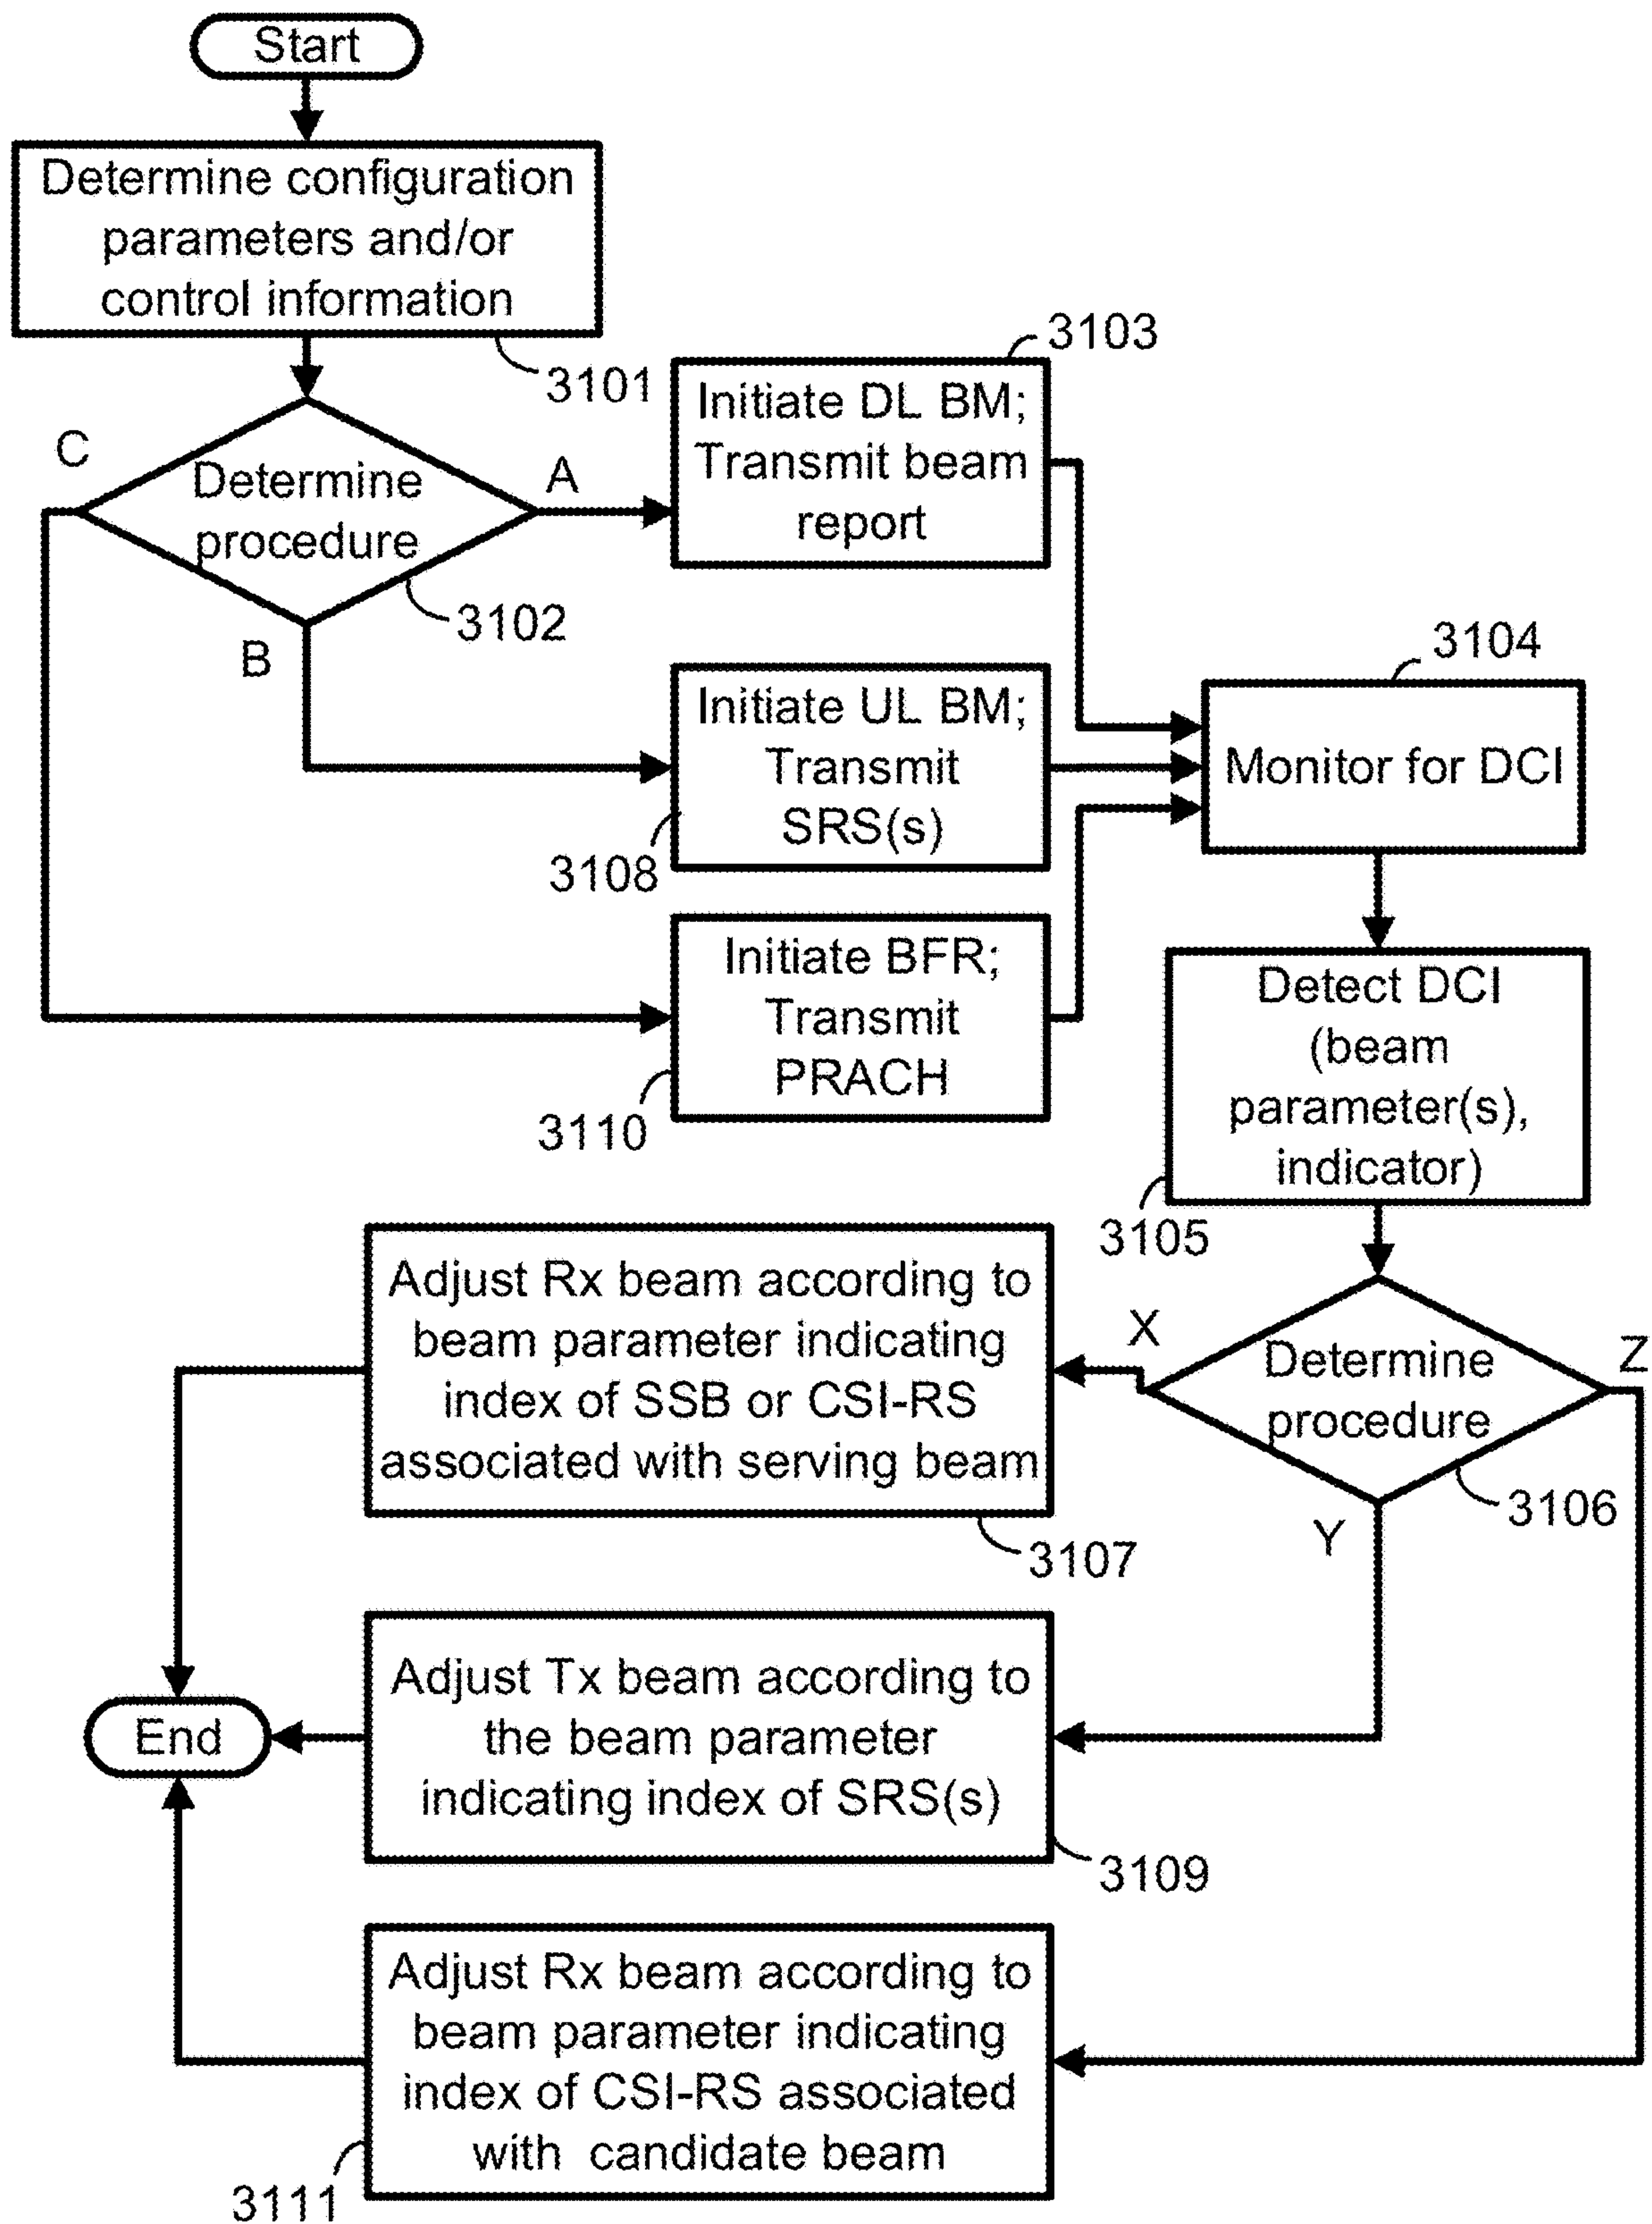 Start
Determine configuration
parameters and/or
control information
3101
Determine
procedure
3102
C
A
B
Initiate DL BM;
Transmit beam
report
3103
Initiate UL BM;
Transmit
SRS(s)
3108
Initiate BFR;
Transmit
PRACH
3110
3104
Monitor for DCI
Detect DCI
(beam
parameter(s),
indicator)
3105
Determine
procedure
3106
X
Y
Z
Adjust Rx beam according to
beam parameter indicating
index of SSB or CSI-RS
associated with serving beam
3107
Adjust Tx beam according to
the beam parameter
indicating index of SRS(s)
3109
Adjust Rx beam according to
beam parameter indicating
index of CSI-RS associated
with candidate beam
3111
End